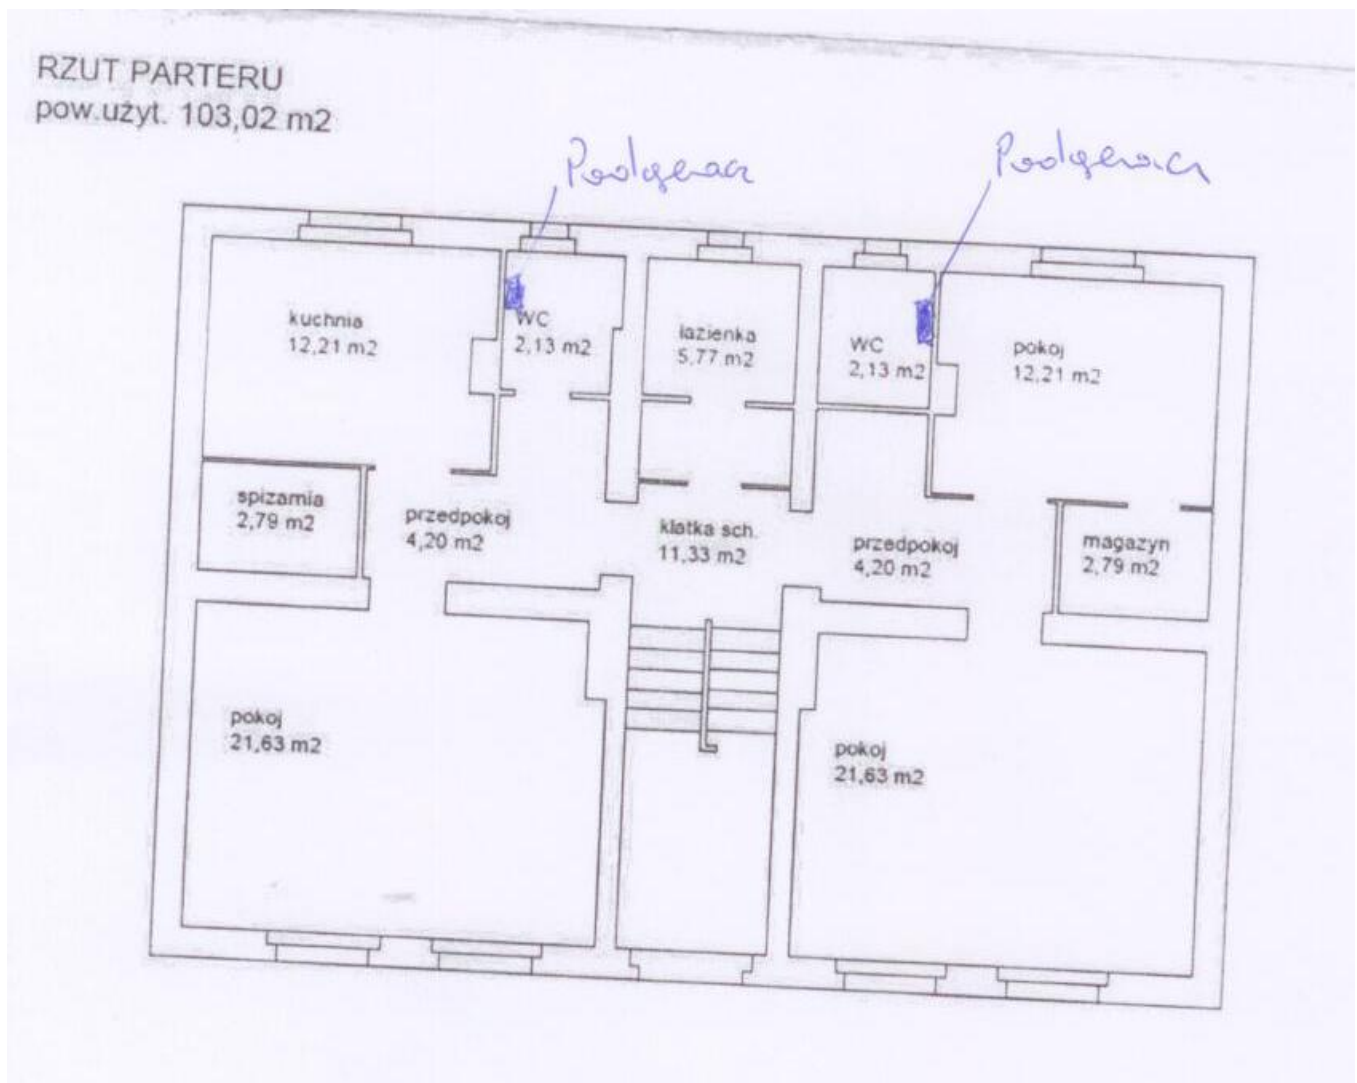 RZUT PARTERU
pow.użyt. 103,02 m2
Podgrzewacz
Podgrzewacz
kuchnia
12,21 m2
WC
2,13 m2
łazienka
5,77 m2
WC
2,13 m2
pokoj
12,21 m2
spizarnia
2,79 m2
przedpokoj
4,20 m2
klatka sch.
11,33 m2
przedpokoj
4,20 m2
magazyn
2,79 m2
pokoj
21,63 m2
pokoj
21,63 m2